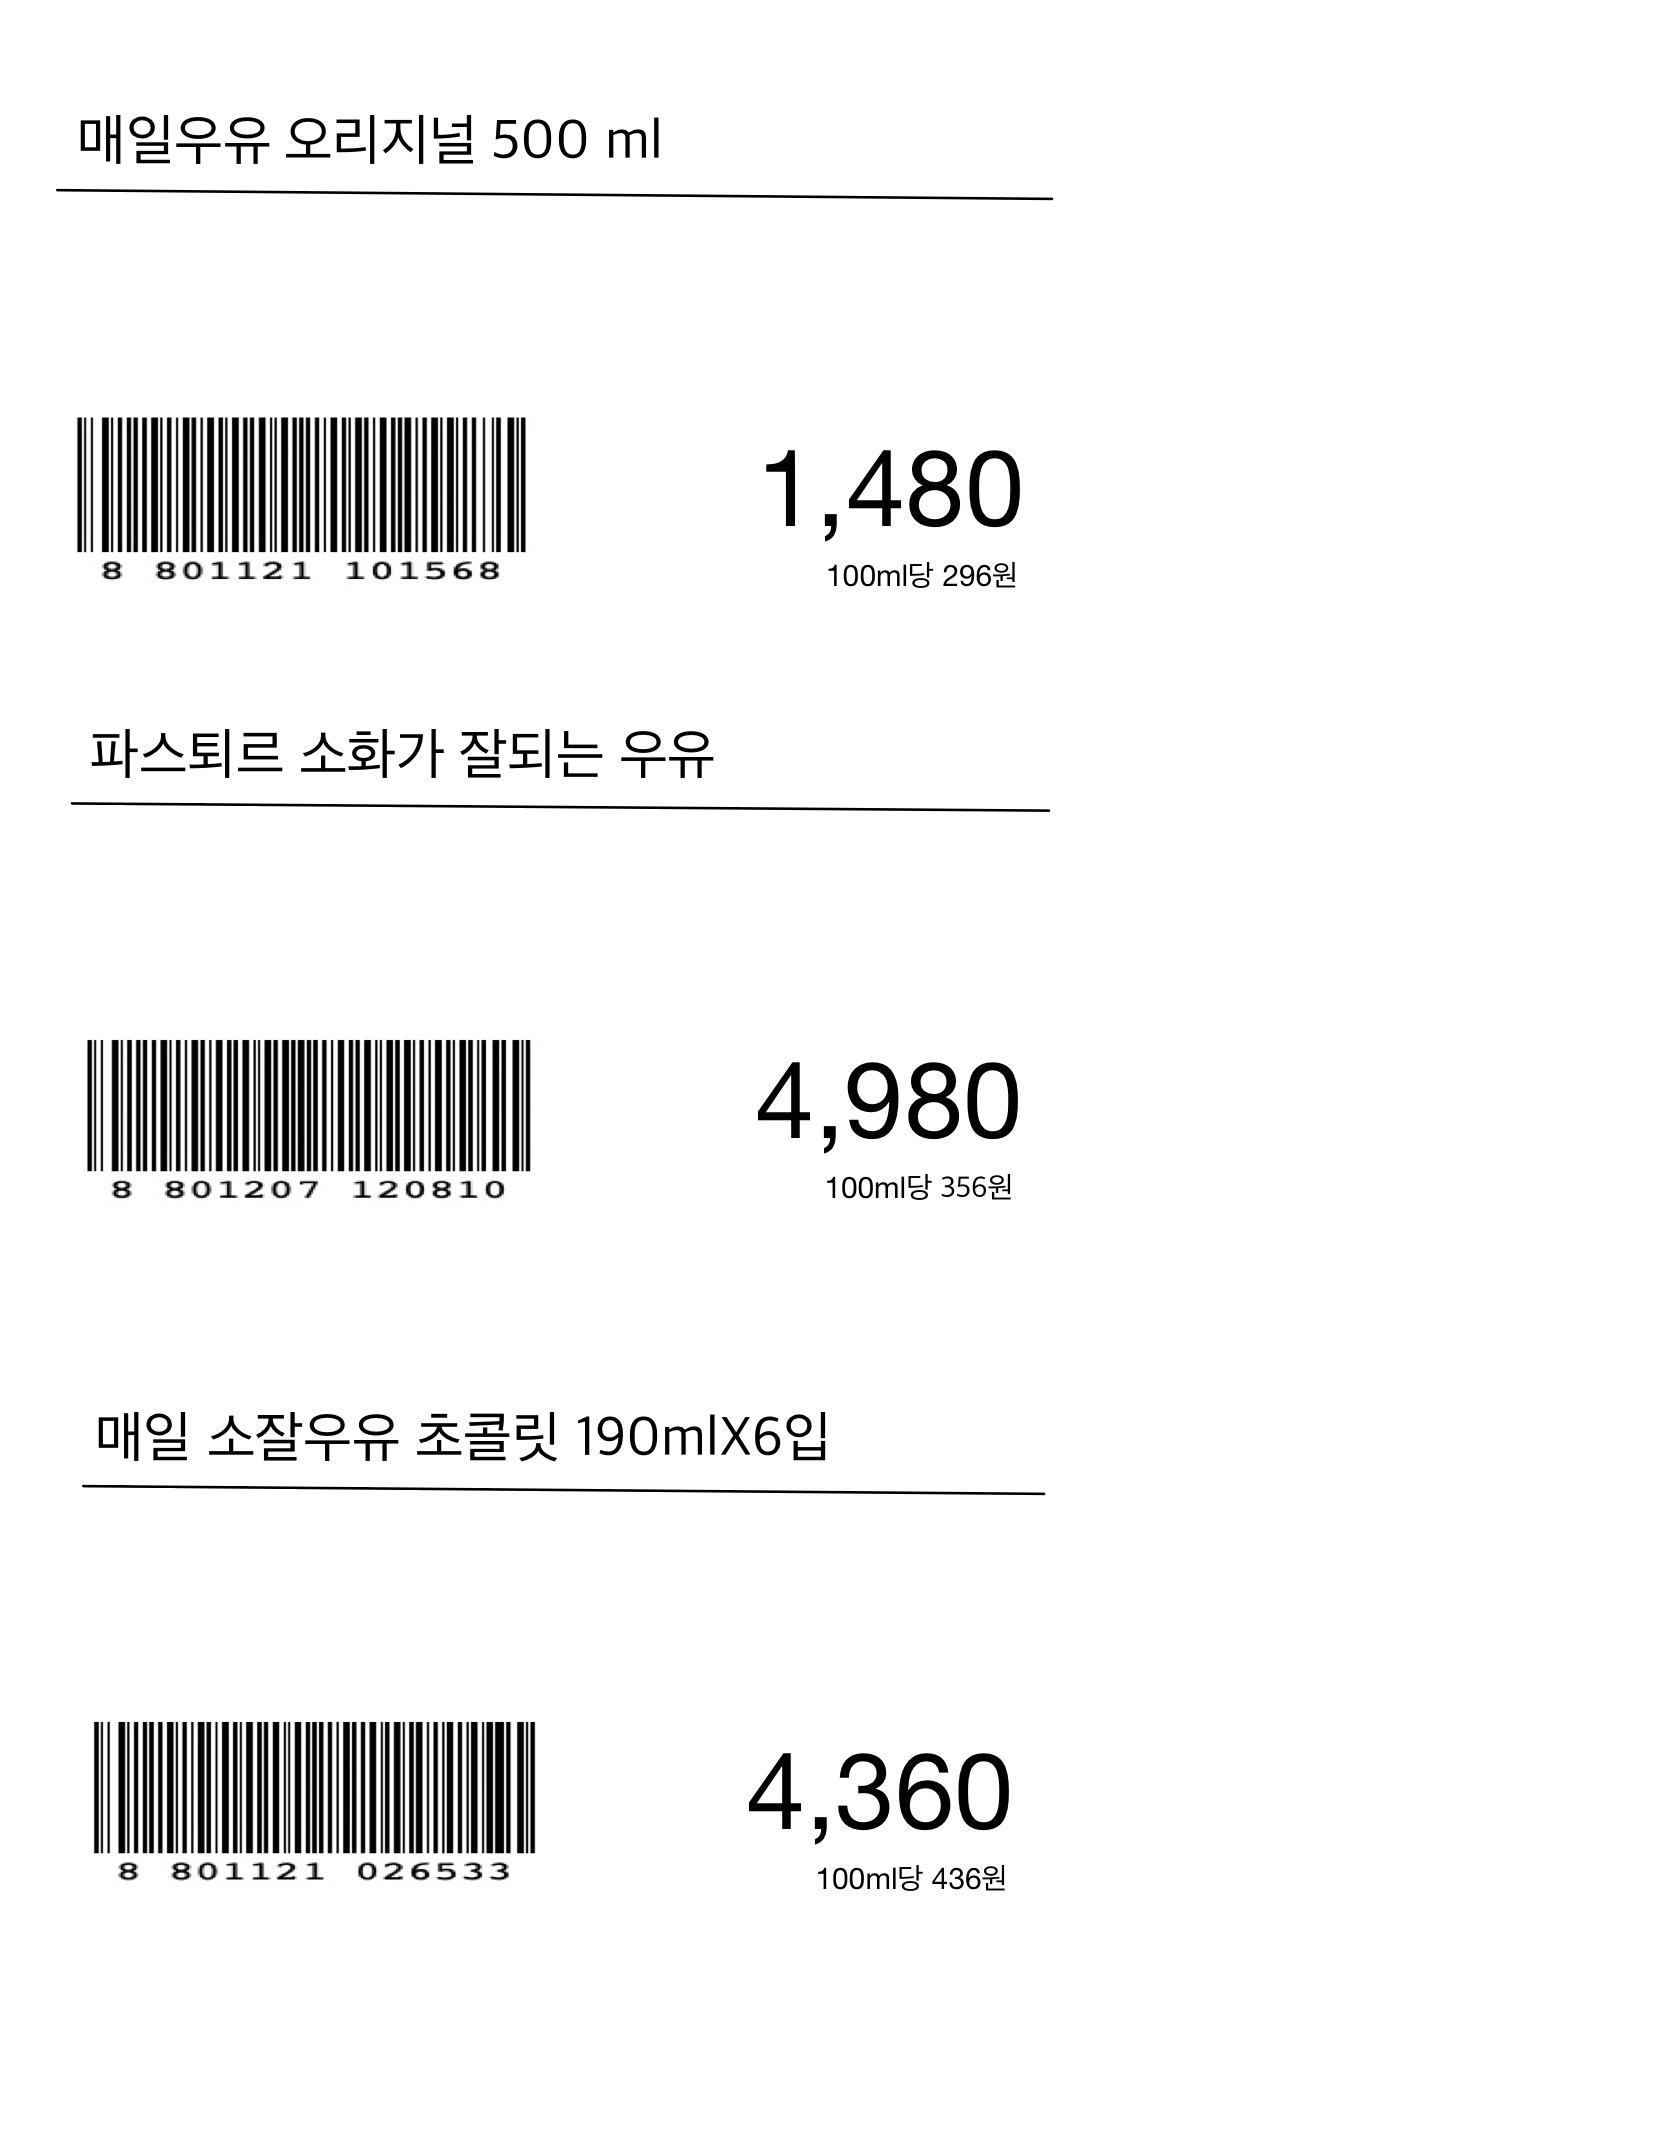 매일우유 오리지널 500 ml
8 801121 101568
1,480
100ml당 296원
파스퇴르 소화가 잘되는 우유
8 801207 120810
4,980
100ml당 356원
매일 소잘우유 초콜릿 190mlX6입
8 801121 026533
4,360
100ml당 436원